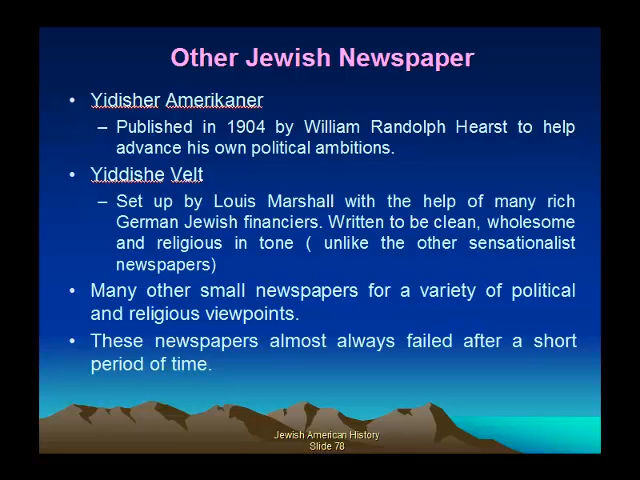 Other Jewish Newspaper
• Yidisher Amerikaner
– Published in 1904 by William Randolph Hearst to help
advance his own political ambitions.
• Yiddishe Velt
– Set up by Louis Marshall with the help of many rich
German Jewish financiers. Written to be clean, wholesome
and religious in tone ( unlike the other sensationalist
newspapers)
• Many other small newspapers for a variety of political
and religious viewpoints.
• These newspapers almost always failed after a short
period of time.
Jewish American History
Slide 78